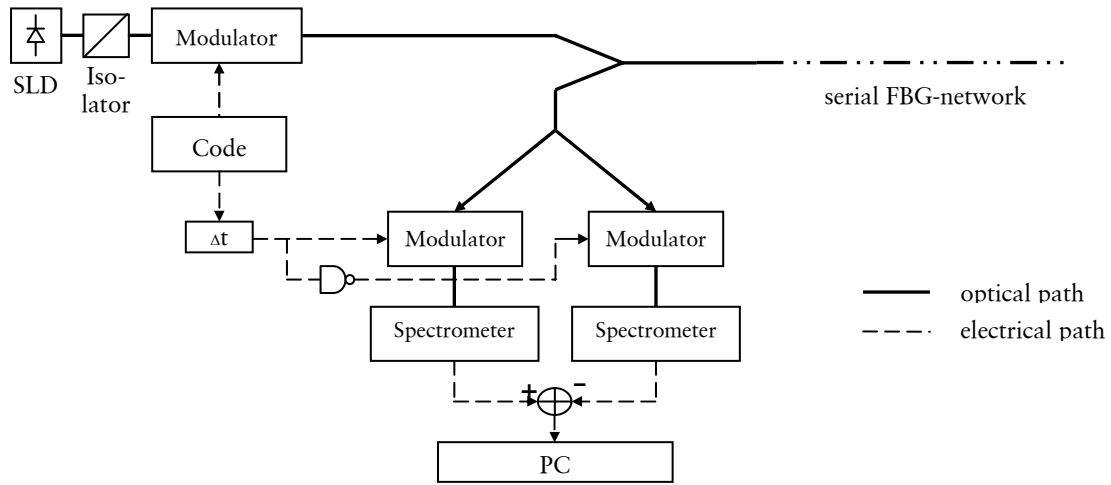 SLD
Iso-
lator
Modulator
serial FBG-network
Code
Δt
Modulator
Modulator
Spectrometer
Spectrometer
optical path
electrical path
+
−
PC